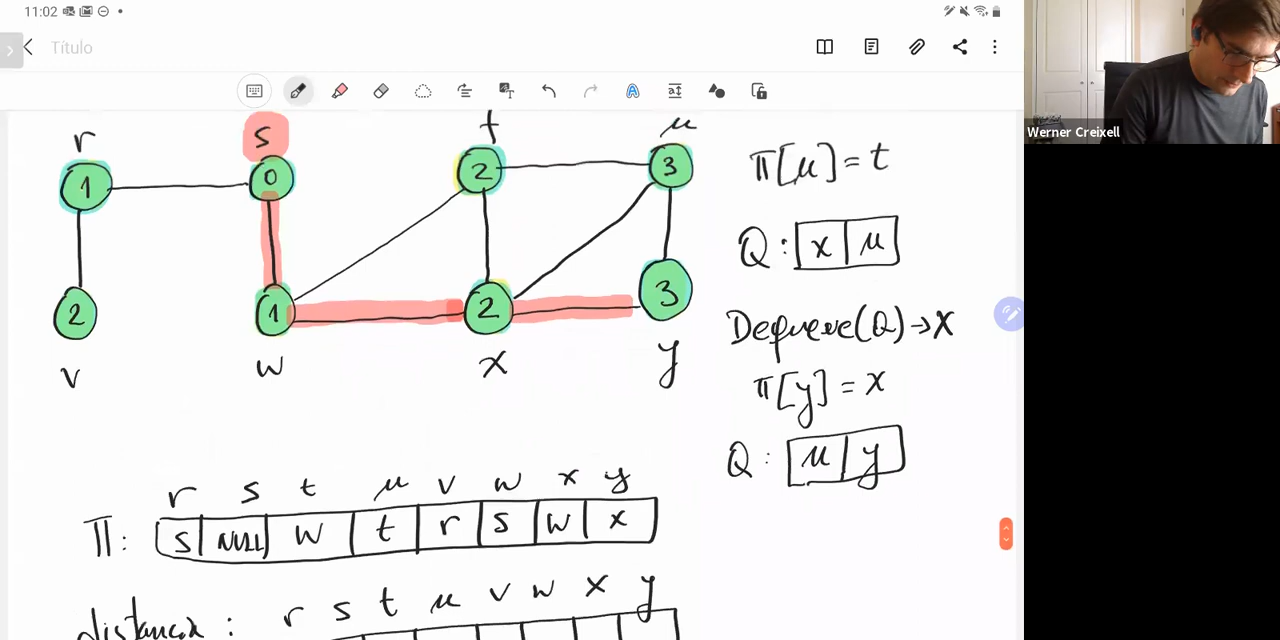 11:02
Título
Werner Creixell
r s t u
1 0 2 3
2 1 2 3
v w x y
π[u] = t
Q: x u
Dequeue(Q) → x
π[y] = x
Q: u y
r s t u v w x y
π: s NULL w t r s w x
distancia: r s t u v w x y